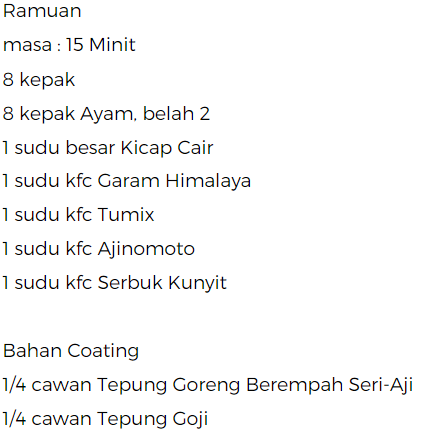 Ramuan
masa : 15 Minit
8 kepak
8 kepak Ayam, belah 2
1 sudu besar Kicap Cair
1 sudu kfc Garam Himalaya
1 sudu kfc Tumix
1 sudu kfc Ajinomoto
1 sudu kfc Serbuk Kunyit
Bahan Coating
1/4 cawan Tepung Goreng Berempah Seri-Aji
1/4 cawan Tepung Goji